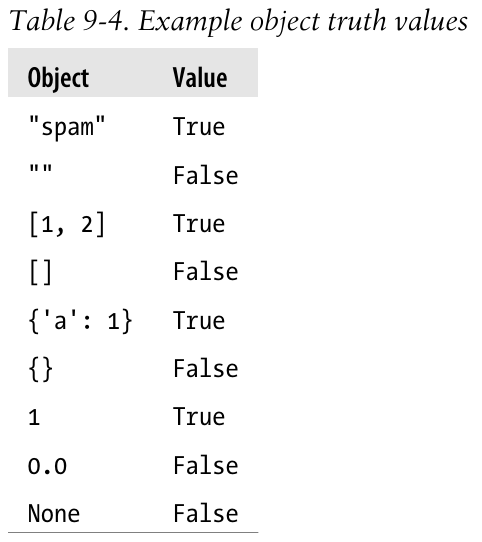 Table 9-4. Example object truth values
Object Value
"spam" True
"" False
[1, 2] True
[] False
{'a': 1} True
{} False
1 True
0.0 False
None False